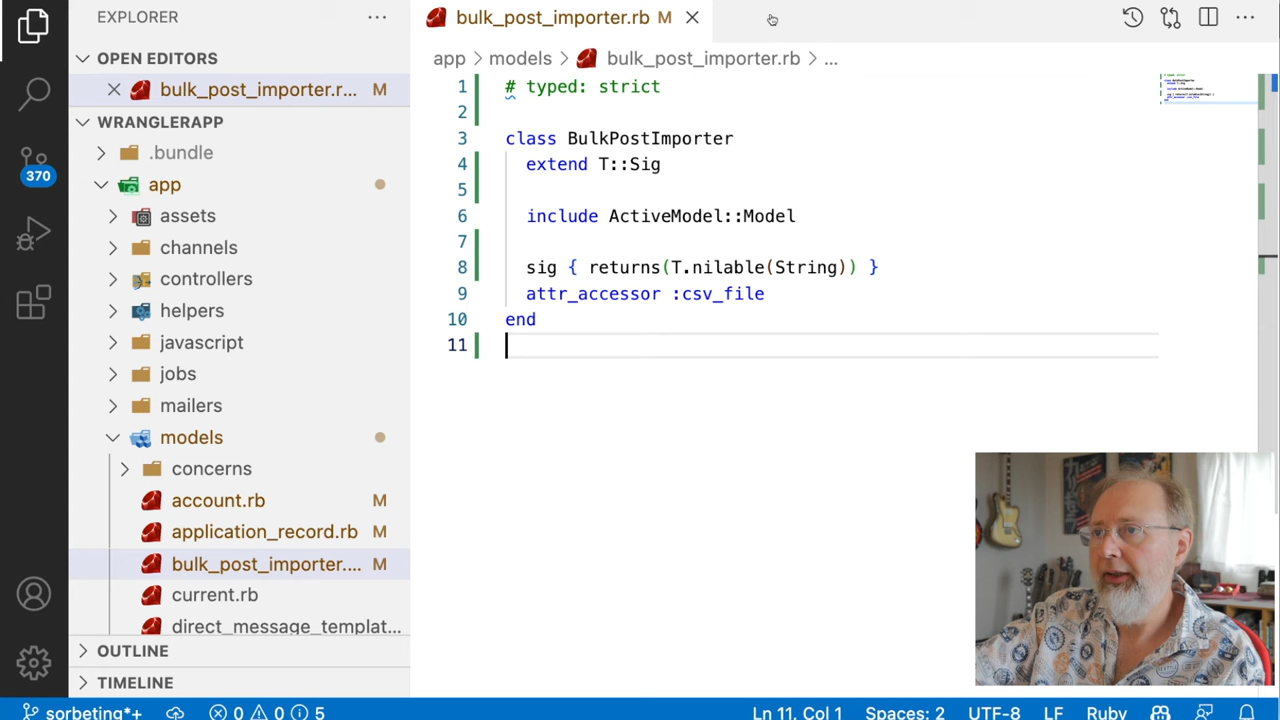 EXPLORER
OPEN EDITORS
bulk_post_importer.r... M
WRANGLERAPP
.bundle
app
assets
channels
controllers
helpers
javascript
jobs
mailers
models
concerns
account.rb M
application_record.rb M
bulk_post_importer.... M
current.rb
direct_message_templat...
OUTLINE
TIMELINE
370
bulk_post_importer.rb M
app > models > bulk_post_importer.rb > ...
1 # typed: strict
2
3 class BulkPostImporter
4 extend T::Sig
5
6 include ActiveModel::Model
7
8 sig { returns(T.nilable(String)) }
9 attr_accessor :csv_file
10 end
11
sorbeting*+ 0 0 5 Ln 11, Col 1 Spaces: 2 UTF-8 LF Ruby